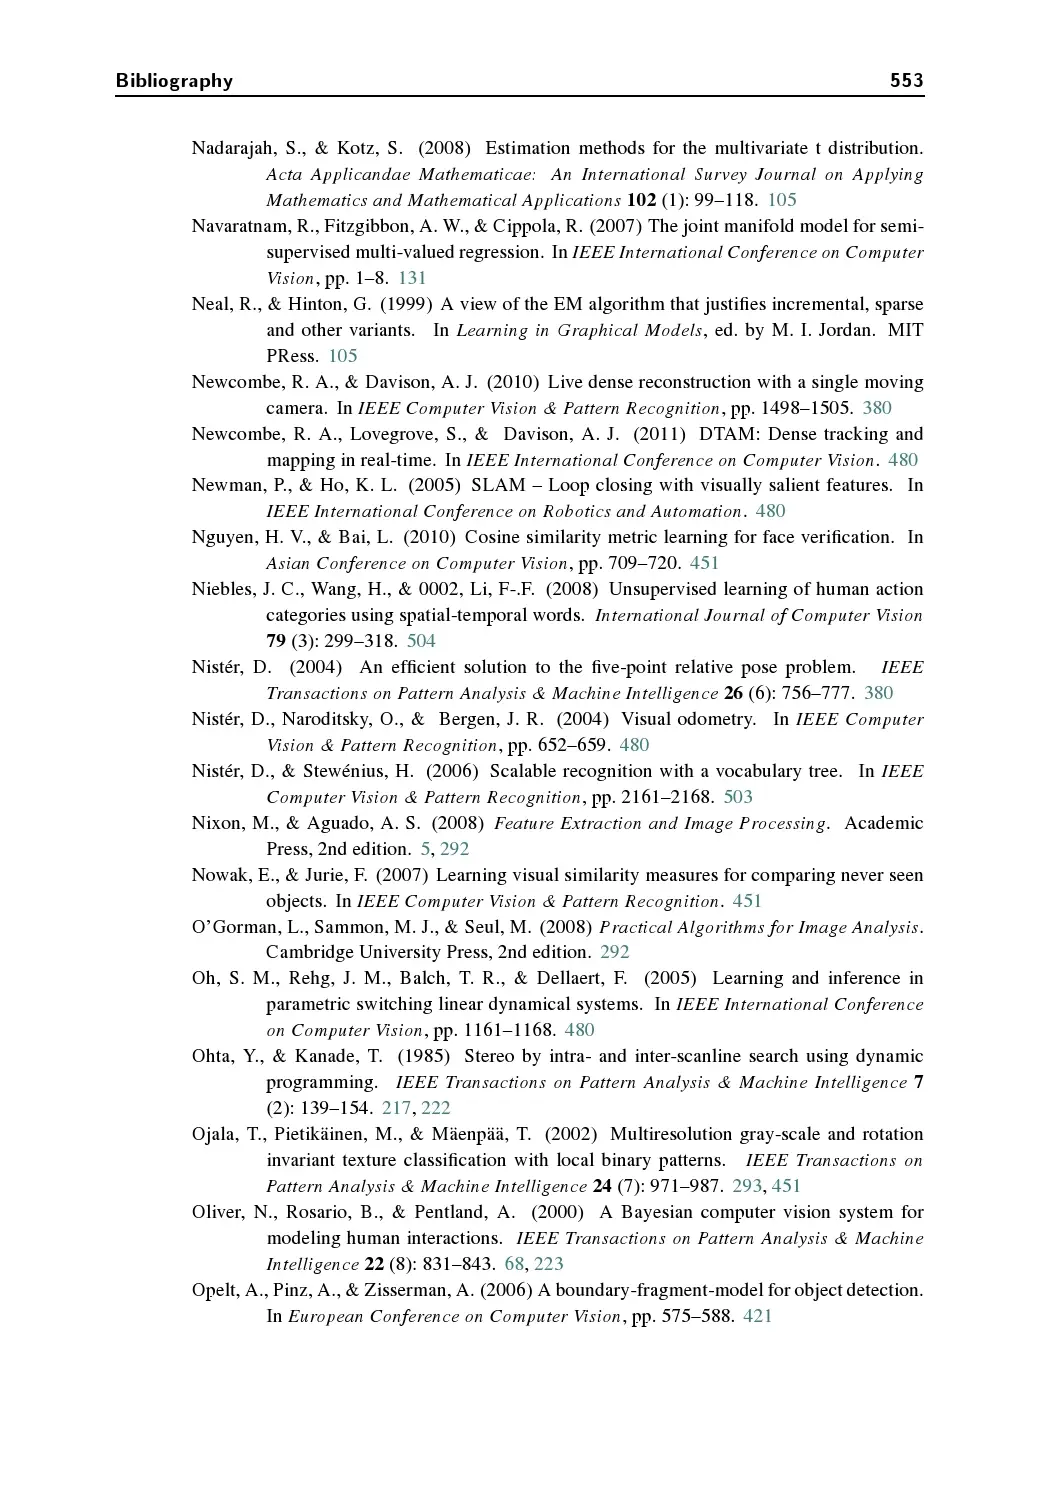 Bibliography 553
Nadarajah, S., & Kotz, S. (2008) Estimation methods for the multivariate t distribution.
Acta Applicandae Mathematicae: An International Survey Journal on Applying
Mathematics and Mathematical Applications 102 (1): 99–118. 105
Navaratnam, R., Fitzgibbon, A. W., & Cippola, R. (2007) The joint manifold model for semi-
supervised multi-valued regression. In IEEE International Conference on Computer
Vision, pp. 1–8. 131
Neal, R., & Hinton, G. (1999) A view of the EM algorithm that justifies incremental, sparse
and other variants. In Learning in Graphical Models, ed. by M. I. Jordan. MIT
PRess. 105
Newcombe, R. A., & Davison, A. J. (2010) Live dense reconstruction with a single moving
camera. In IEEE Computer Vision & Pattern Recognition, pp. 1498–1505. 380
Newcombe, R. A., Lovegrove, S., & Davison, A. J. (2011) DTAM: Dense tracking and
mapping in real-time. In IEEE International Conference on Computer Vision. 480
Newman, P., & Ho, K. L. (2005) SLAM – Loop closing with visually salient features. In
IEEE International Conference on Robotics and Automation. 480
Nguyen, H. V., & Bai, L. (2010) Cosine similarity metric learning for face verification. In
Asian Conference on Computer Vision, pp. 709–720. 451
Niebles, J. C., Wang, H., & 0002, Li, F-.F. (2008) Unsupervised learning of human action
categories using spatial-temporal words. International Journal of Computer Vision
79 (3): 299–318. 504
Nistér, D. (2004) An efficient solution to the five-point relative pose problem. IEEE
Transactions on Pattern Analysis & Machine Intelligence 26 (6): 756–777. 380
Nistér, D., Naroditsky, O., & Bergen, J. R. (2004) Visual odometry. In IEEE Computer
Vision & Pattern Recognition, pp. 652–659. 480
Nistér, D., & Stewénius, H. (2006) Scalable recognition with a vocabulary tree. In IEEE
Computer Vision & Pattern Recognition, pp. 2161–2168. 503
Nixon, M., & Aguado, A. S. (2008) Feature Extraction and Image Processing. Academic
Press, 2nd edition. 5, 292
Nowak, E., & Jurie, F. (2007) Learning visual similarity measures for comparing never seen
objects. In IEEE Computer Vision & Pattern Recognition. 451
O'Gorman, L., Sammon, M. J., & Seul, M. (2008) Practical Algorithms for Image Analysis.
Cambridge University Press, 2nd edition. 292
Oh, S. M., Rehg, J. M., Balch, T. R., & Dellaert, F. (2005) Learning and inference in
parametric switching linear dynamical systems. In IEEE International Conference
on Computer Vision, pp. 1161–1168. 480
Ohta, Y., & Kanade, T. (1985) Stereo by intra- and inter-scanline search using dynamic
programming. IEEE Transactions on Pattern Analysis & Machine Intelligence 7
(2): 139–154. 217, 222
Ojala, T., Pietikäinen, M., & Mäenpää, T. (2002) Multiresolution gray-scale and rotation
invariant texture classification with local binary patterns. IEEE Transactions on
Pattern Analysis & Machine Intelligence 24 (7): 971–987. 293, 451
Oliver, N., Rosario, B., & Pentland, A. (2000) A Bayesian computer vision system for
modeling human interactions. IEEE Transactions on Pattern Analysis & Machine
Intelligence 22 (8): 831–843. 68, 223
Opelt, A., Pinz, A., & Zisserman, A. (2006) A boundary-fragment-model for object detection.
In European Conference on Computer Vision, pp. 575–588. 421